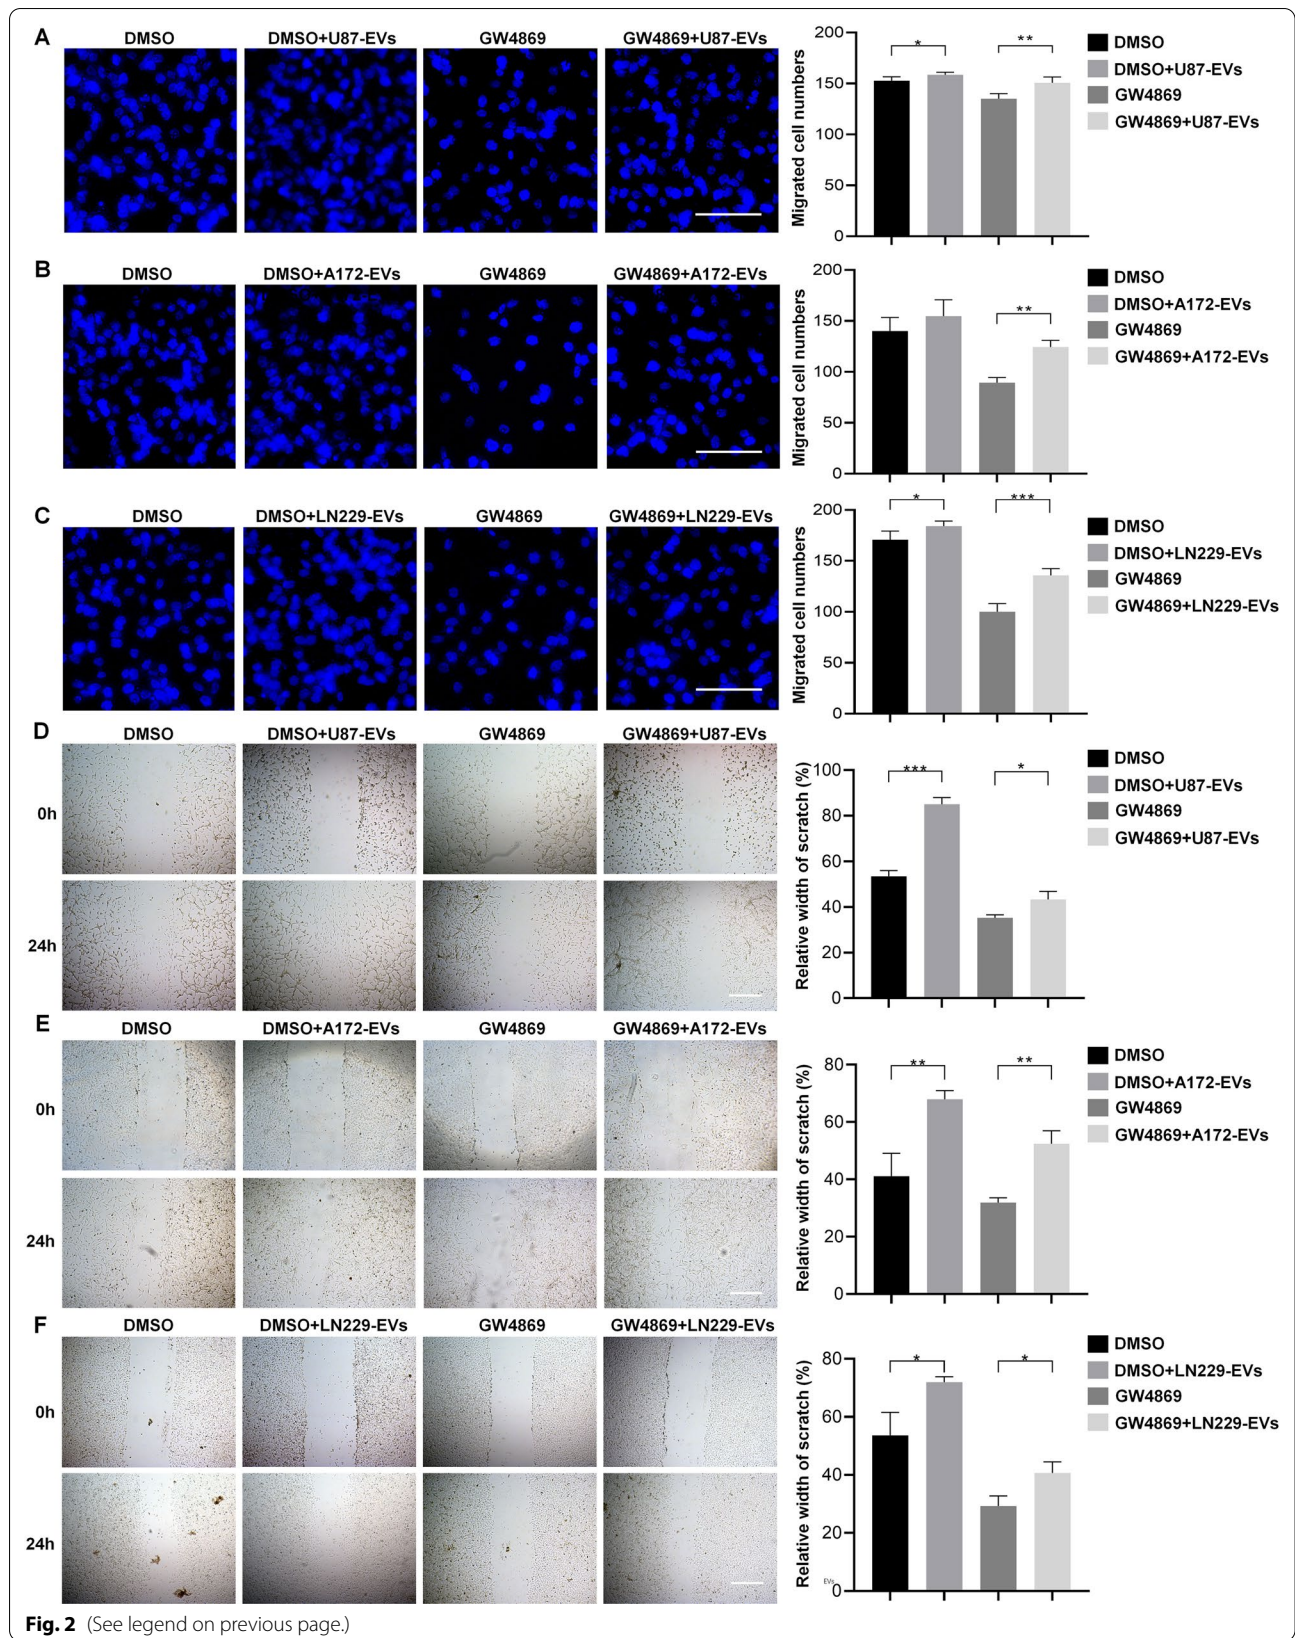 A
DMSO DMSO+U87-EVs GW4869 GW4869+U87-EVs
Migrated cell numbers
200
150
100
50
0
* **
DMSO
DMSO+U87-EVs
GW4869
GW4869+U87-EVs
B
DMSO DMSO+A172-EVs GW4869 GW4869+A172-EVs
Migrated cell numbers
200
150
100
50
0
**
DMSO
DMSO+A172-EVs
GW4869
GW4869+A172-EVs
C
DMSO DMSO+LN229-EVs GW4869 GW4869+LN229-EVs
Migrated cell numbers
200
150
100
50
0
* ***
DMSO
DMSO+LN229-EVs
GW4869
GW4869+LN229-EVs
D
DMSO DMSO+U87-EVs GW4869 GW4869+U87-EVs
0h
24h
Relative width of scratch (%)
100
80
60
40
20
0
*** *
DMSO
DMSO+U87-EVs
GW4869
GW4869+U87-EVs
E
DMSO DMSO+A172-EVs GW4869 GW4869+A172-EVs
0h
24h
Relative width of scratch (%)
80
60
40
20
0
** **
DMSO
DMSO+A172-EVs
GW4869
GW4869+A172-EVs
F
DMSO DMSO+LN229-EVs GW4869 GW4869+LN229-EVs
0h
24h
Relative width of scratch (%)
80
60
40
20
0
EVs
* *
DMSO
DMSO+LN229-EVs
GW4869
GW4869+LN229-EVs
Fig. 2 (See legend on previous page.)